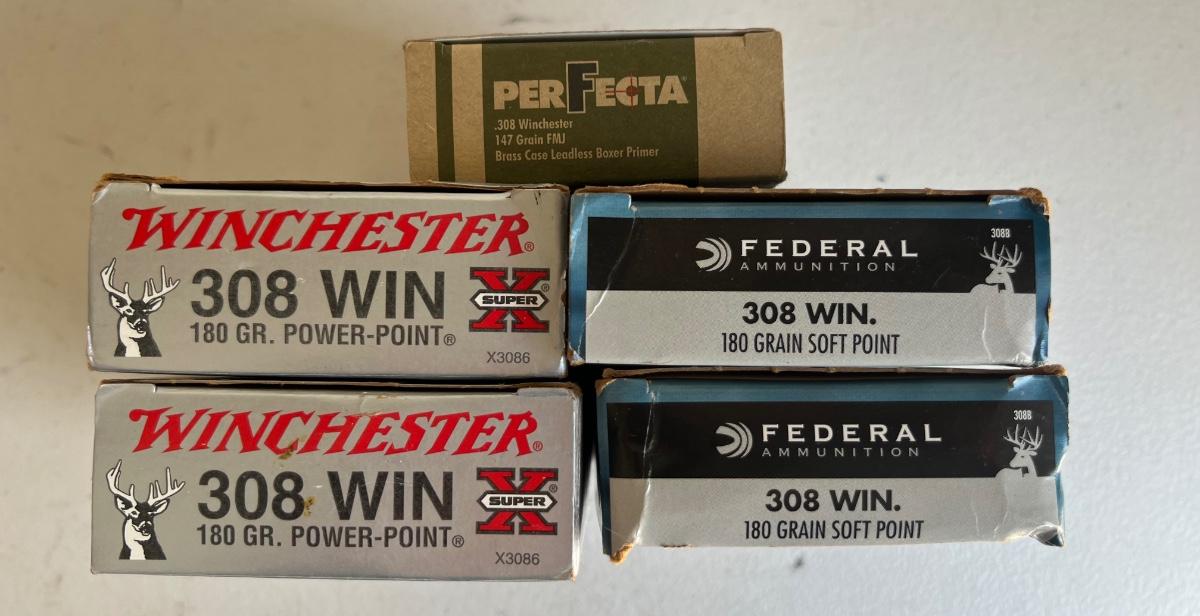 PERFECTA®
.308 Winchester
147 Grain FMJ
Brass Case Leadless Boxer Primer
WINCHESTER®
308 WIN
180 GR. POWER-POINT®
SUPER X®
X3086
FEDERAL
AMMUNITION
308B
308 WIN.
180 GRAIN SOFT POINT
WINCHESTER®
308 WIN
180 GR. POWER-POINT®
SUPER X®
X3086
FEDERAL
AMMUNITION
308B
308 WIN.
180 GRAIN SOFT POINT